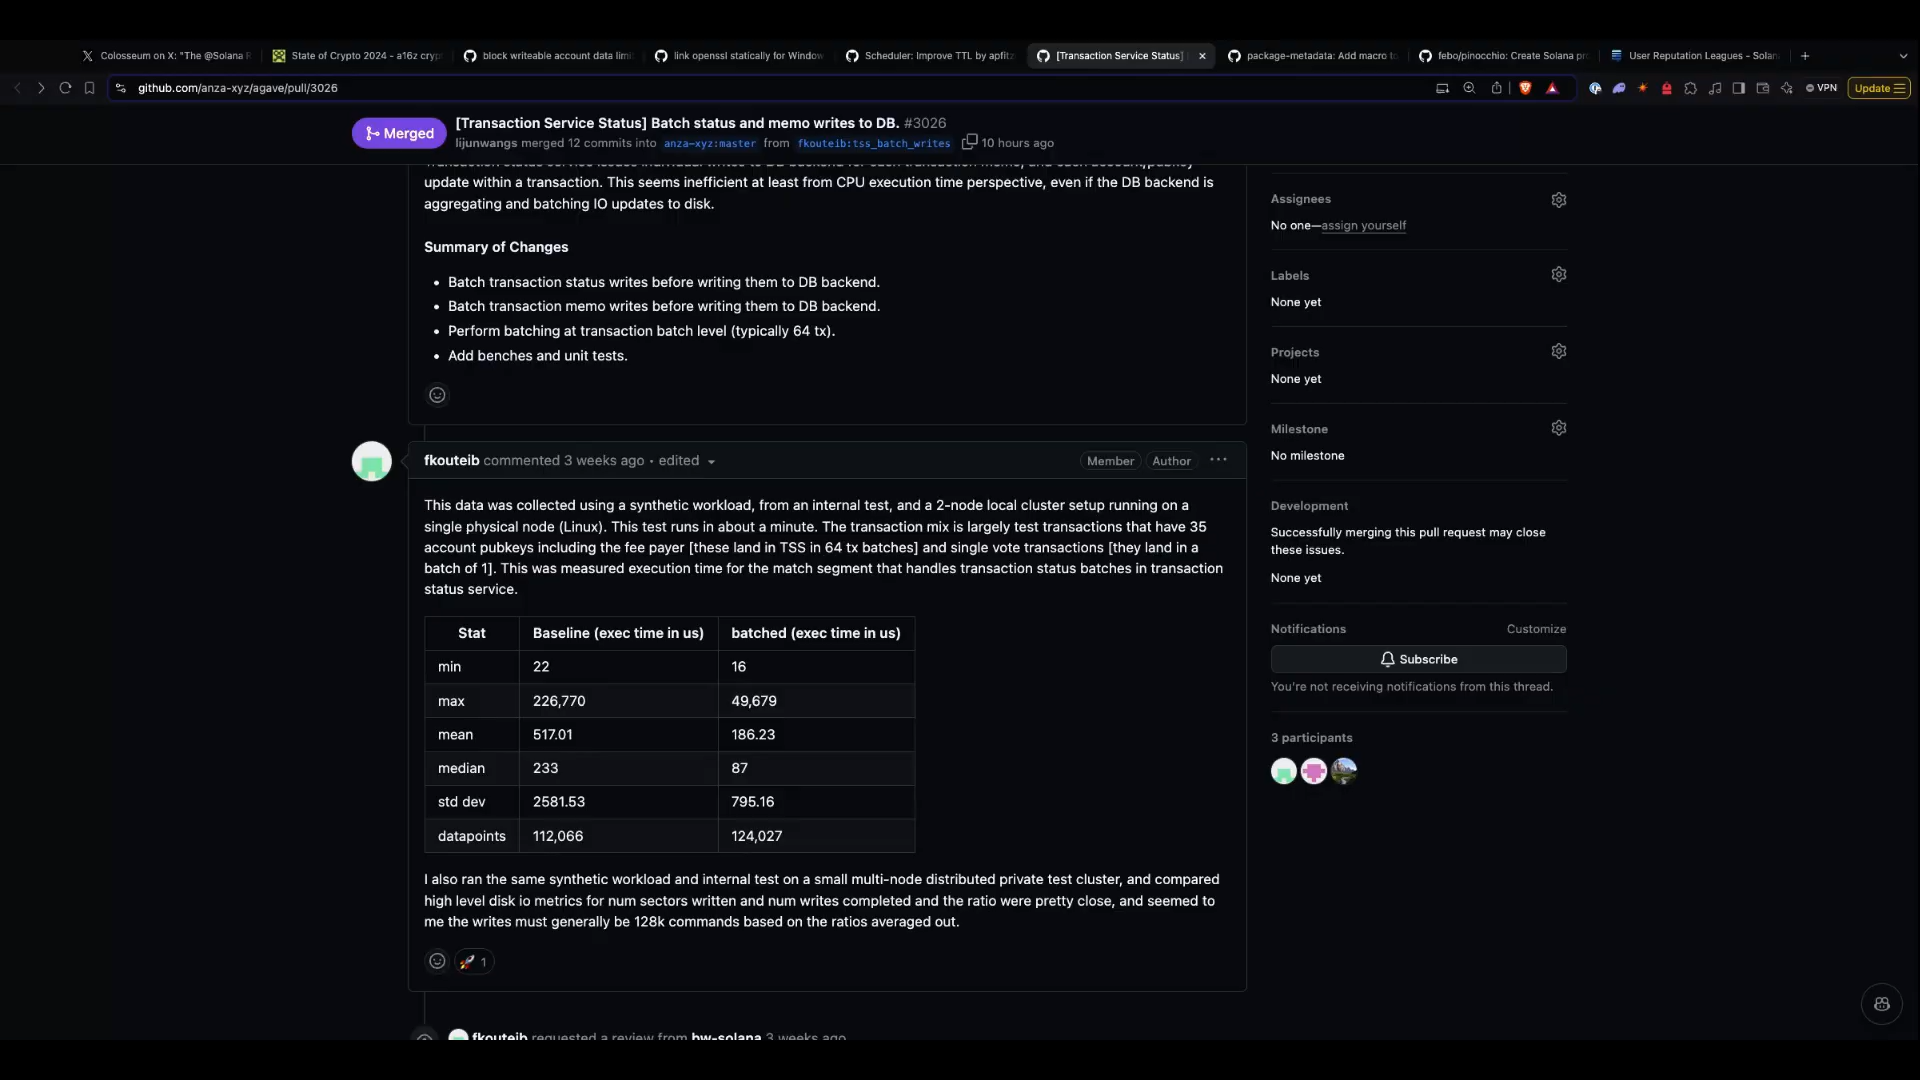 Colosseum on X: "The @Solana R
State of Crypto 2024 - a16z cryp
block writeable account data limi
link openssl statically for Window
Scheduler: Improve TTL by apfitz
[Transaction Service Status]
package-metadata: Add macro to
febo/pinocchio: Create Solana pr
User Reputation Leagues - Solan
github.com/anza-xyz/agave/pull/3026
VPN
Update
Merged
[Transaction Service Status] Batch status and memo writes to DB. #3026
lijunwangs merged 12 commits into anza-xyz:master from fkouteib:tss_batch_writes 10 hours ago
update within a transaction. This seems inefficient at least from CPU execution time perspective, even if the DB backend is
aggregating and batching IO updates to disk.
Summary of Changes
• Batch transaction status writes before writing them to DB backend.
• Batch transaction memo writes before writing them to DB backend.
• Perform batching at transaction batch level (typically 64 tx).
• Add benches and unit tests.
fkouteib commented 3 weeks ago • edited
Member Author ...
This data was collected using a synthetic workload, from an internal test, and a 2-node local cluster setup running on a
single physical node (Linux). This test runs in about a minute. The transaction mix is largely test transactions that have 35
account pubkeys including the fee payer [these land in TSS in 64 tx batches] and single vote transactions [they land in a
batch of 1]. This was measured execution time for the match segment that handles transaction status batches in transaction
status service.
Stat Baseline (exec time in us) batched (exec time in us)
min 22 16
max 226,770 49,679
mean 517.01 186.23
median 233 87
std dev 2581.53 795.16
datapoints 112,066 124,027
I also ran the same synthetic workload and internal test on a small multi-node distributed private test cluster, and compared
high level disk io metrics for num sectors written and num writes completed and the ratio were pretty close, and seemed to
me the writes must generally be 128k commands based on the ratios averaged out.
🚀 1
fkouteib requested a review from bw-solana 3 weeks ago
Assignees
No one—assign yourself
Labels
None yet
Projects
None yet
Milestone
No milestone
Development
Successfully merging this pull request may close
these issues.
None yet
Notifications Customize
Subscribe
You're not receiving notifications from this thread.
3 participants